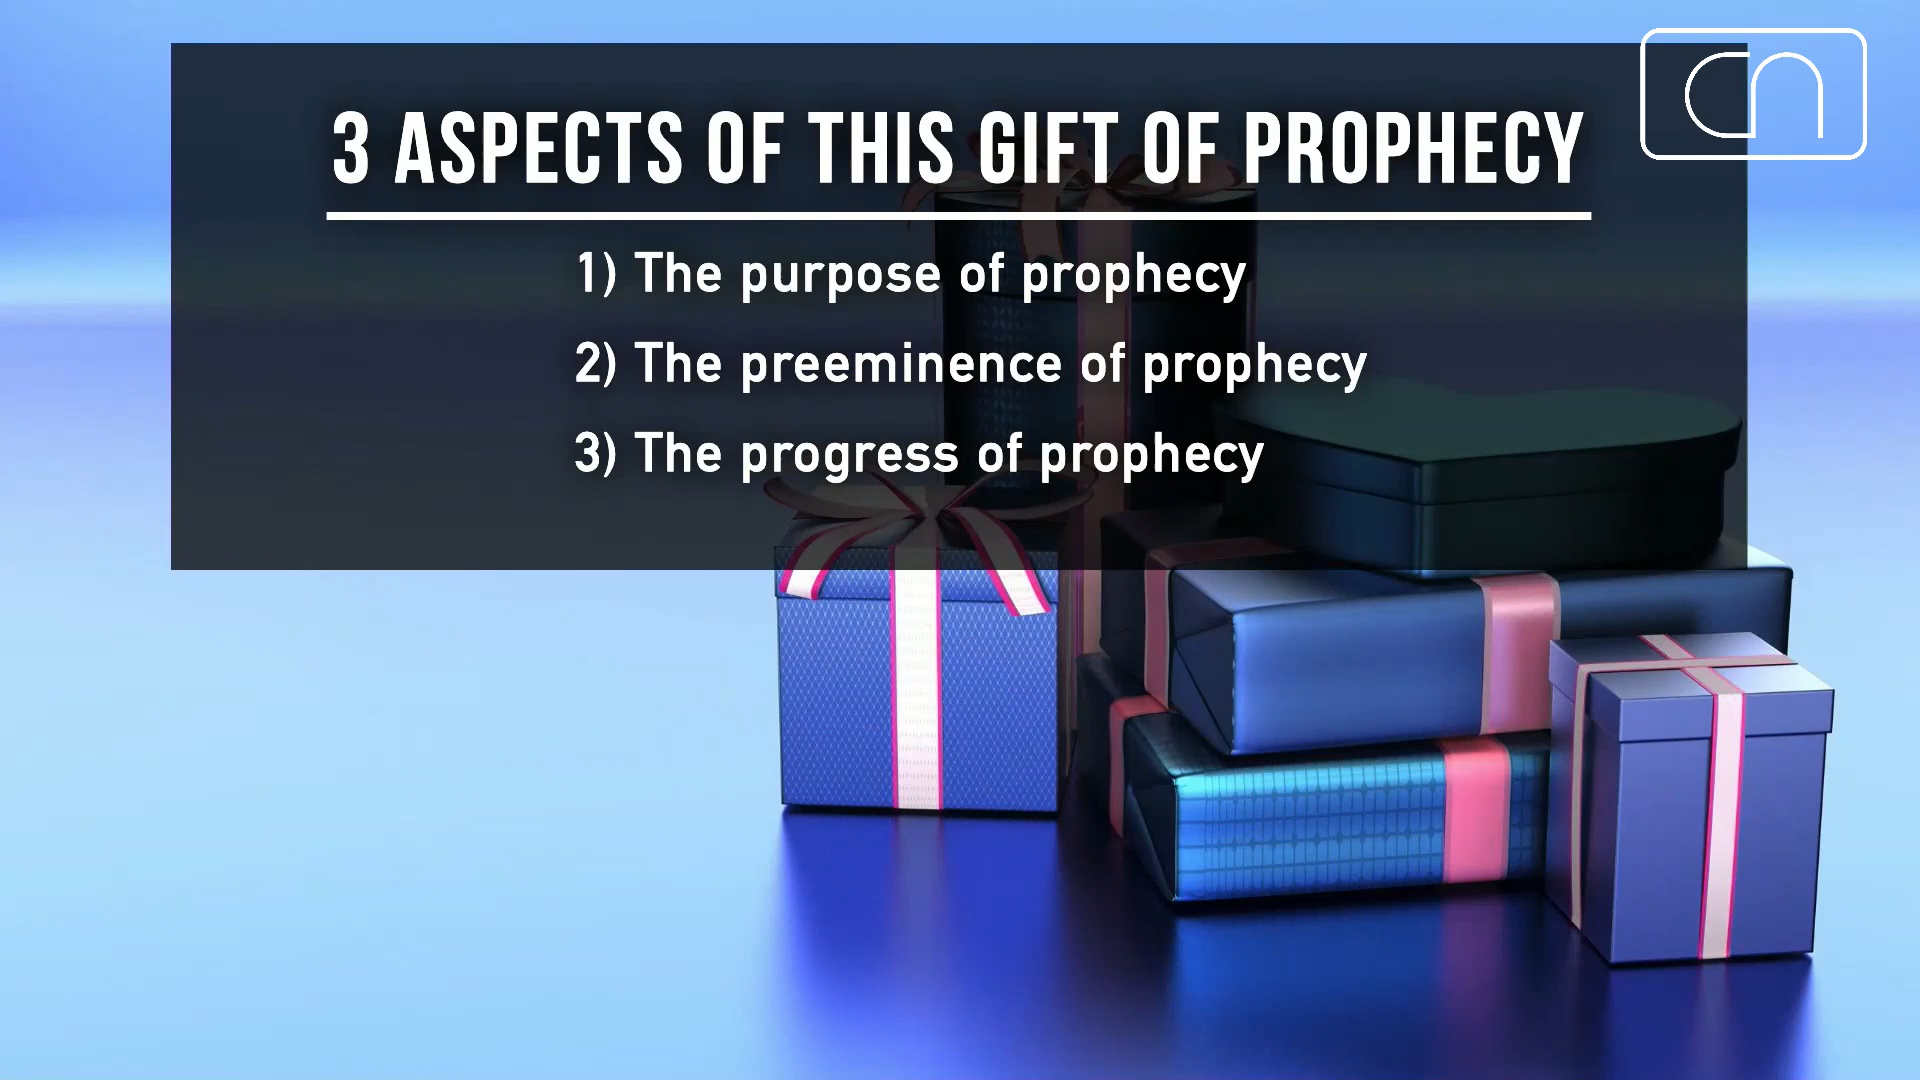 3 ASPECTS OF THIS GIFT OF PROPHECY
1) The purpose of prophecy
2) The preeminence of prophecy
3) The progress of prophecy
cn